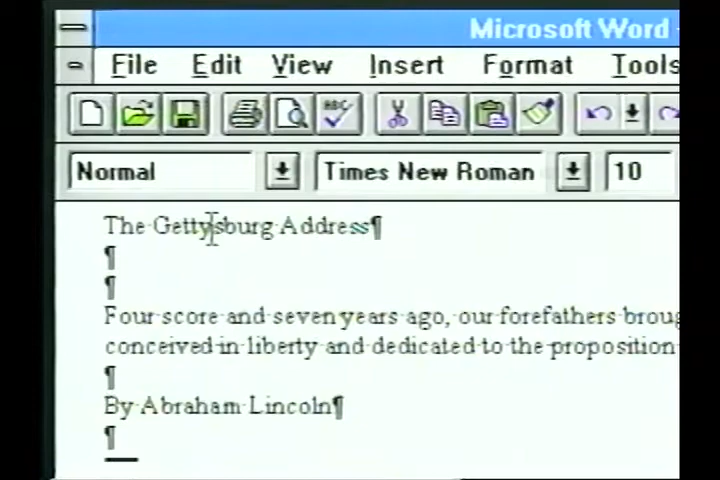 Microsoft Word -
File Edit View Insert Format Tools
ABC
Normal Times New Roman 10
The Gettysburg Address¶
¶
¶
Four score and seven years ago, our forefathers broug
conceived in liberty and dedicated to the proposition
¶
By Abraham Lincoln¶
¶